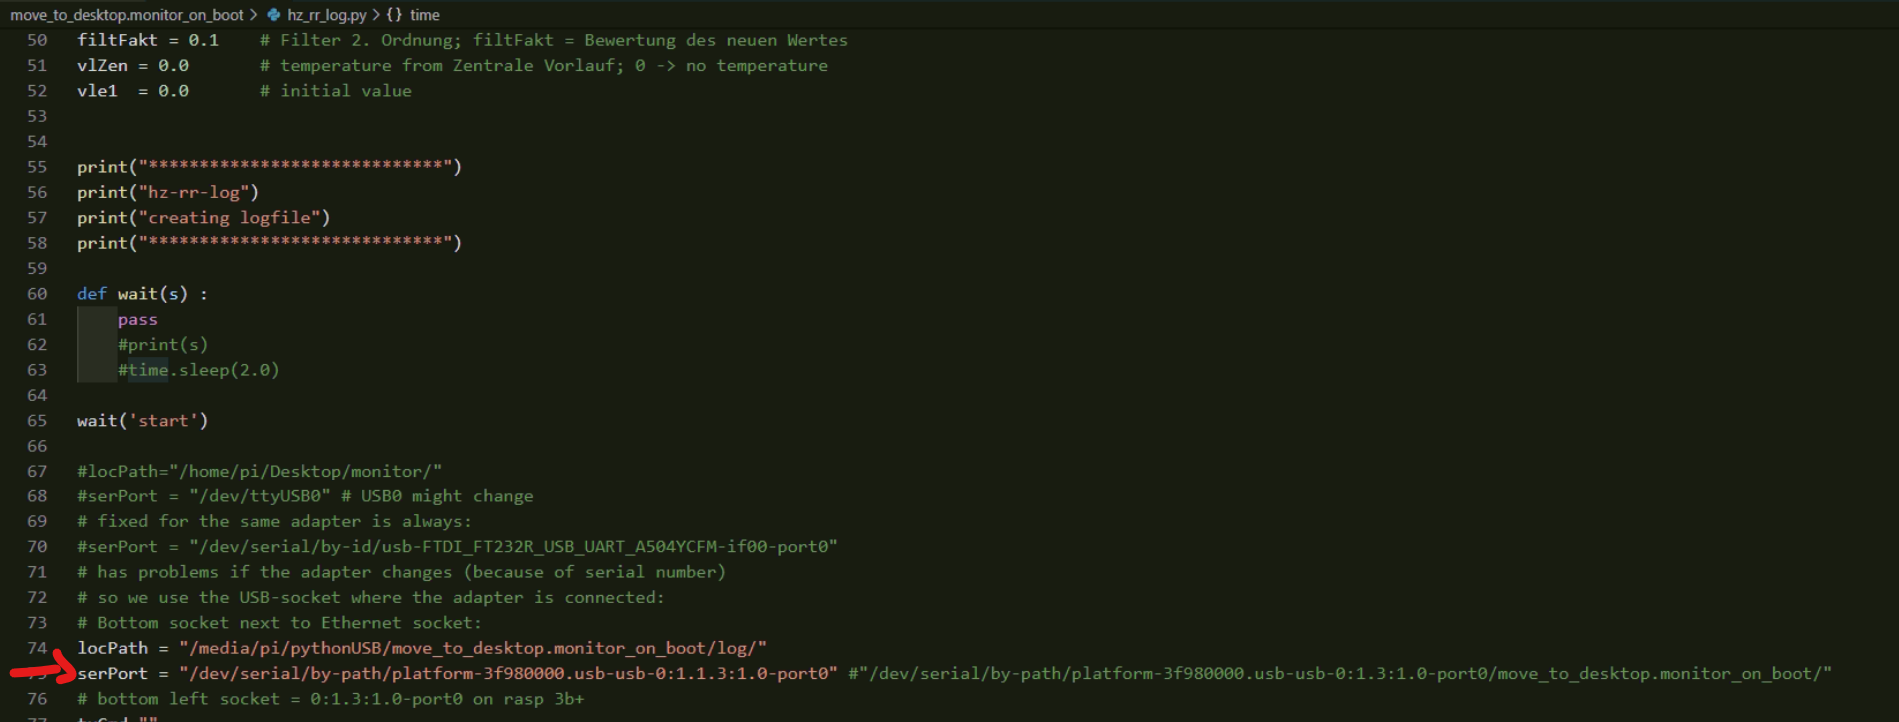 move_to_desktop.monitor_on_boot > hz_rr_log.py > {} time
50 filtFakt = 0.1    # Filter 2. Ordnung; filtFakt = Bewertung des neuen Wertes
51 vlZen = 0.0       # temperature from Zentrale Vorlauf; 0 -> no temperature
52 vle1  = 0.0       # initial value
53
54
55 print("*****************************")
56 print("hz-rr-log")
57 print("creating logfile")
58 print("*****************************")
59
60 def wait(s) :
61     pass
62     #print(s)
63     #time.sleep(2.0)
64
65 wait('start')
66
67 #locPath="/home/pi/Desktop/monitor/"
68 #serPort = "/dev/ttyUSB0" # USB0 might change
69 # fixed for the same adapter is always:
70 #serPort = "/dev/serial/by-id/usb-FTDI_FT232R_USB_UART_A504YCFM-if00-port0"
71 # has problems if the adapter changes (because of serial number)
72 # so we use the USB-socket where the adapter is connected:
73 # Bottom socket next to Ethernet socket:
74 locPath = "/media/pi/pythonUSB/move_to_desktop.monitor_on_boot/log/"
serPort = "/dev/serial/by-path/platform-3f980000.usb-usb-0:1.1.3:1.0-port0" #"/dev/serial/by-path/platform-3f980000.usb-usb-0:1.3:1.0-port0/move_to_desktop.monitor_on_boot/"
76 # bottom left socket = 0:1.3:1.0-port0 on rasp 3b+